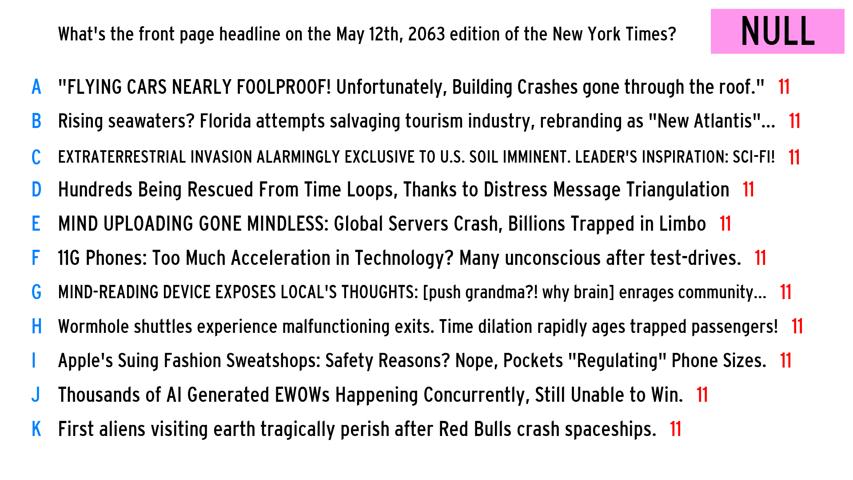 What's the front page headline on the May 12th, 2063 edition of the New York Times? NULL
A "FLYING CARS NEARLY FOOLPROOF! Unfortunately, Building Crashes gone through the roof." 11
B Rising seawaters? Florida attempts salvaging tourism industry, rebranding as "New Atlantis"... 11
C EXTRATERRESTRIAL INVASION ALARMINGLY EXCLUSIVE TO U.S. SOIL IMMINENT. LEADER'S INSPIRATION: SCI-FI! 11
D Hundreds Being Rescued From Time Loops, Thanks to Distress Message Triangulation 11
E MIND UPLOADING GONE MINDLESS: Global Servers Crash, Billions Trapped in Limbo 11
F 11G Phones: Too Much Acceleration in Technology? Many unconscious after test-drives. 11
G MIND-READING DEVICE EXPOSES LOCAL'S THOUGHTS: [push grandma?! why brain] enrages community... 11
H Wormhole shuttles experience malfunctioning exits. Time dilation rapidly ages trapped passengers! 11
I Apple's Suing Fashion Sweatshops: Safety Reasons? Nope, Pockets "Regulating" Phone Sizes. 11
J Thousands of AI Generated EWOWs Happening Concurrently, Still Unable to Win. 11
K First aliens visiting earth tragically perish after Red Bulls crash spaceships. 11